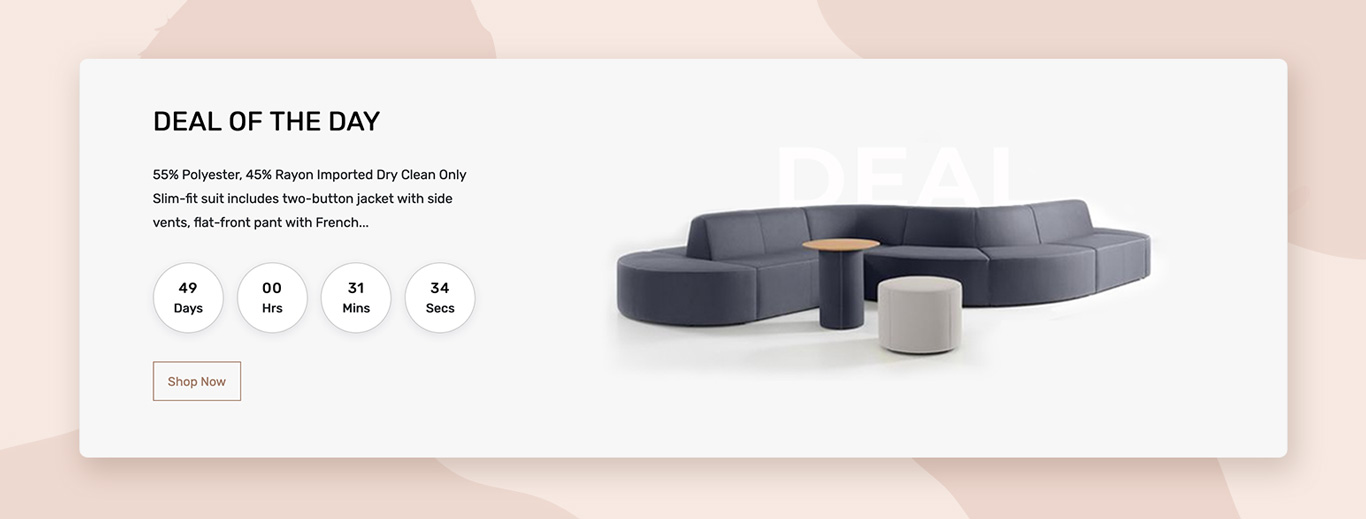 DEAL OF THE DAY
55% Polyester, 45% Rayon Imported Dry Clean Only
Slim-fit suit includes two-button jacket with side
vents, flat-front pant with French...
49 00 31 34
Days Hrs Mins Secs
Shop Now
DEAL